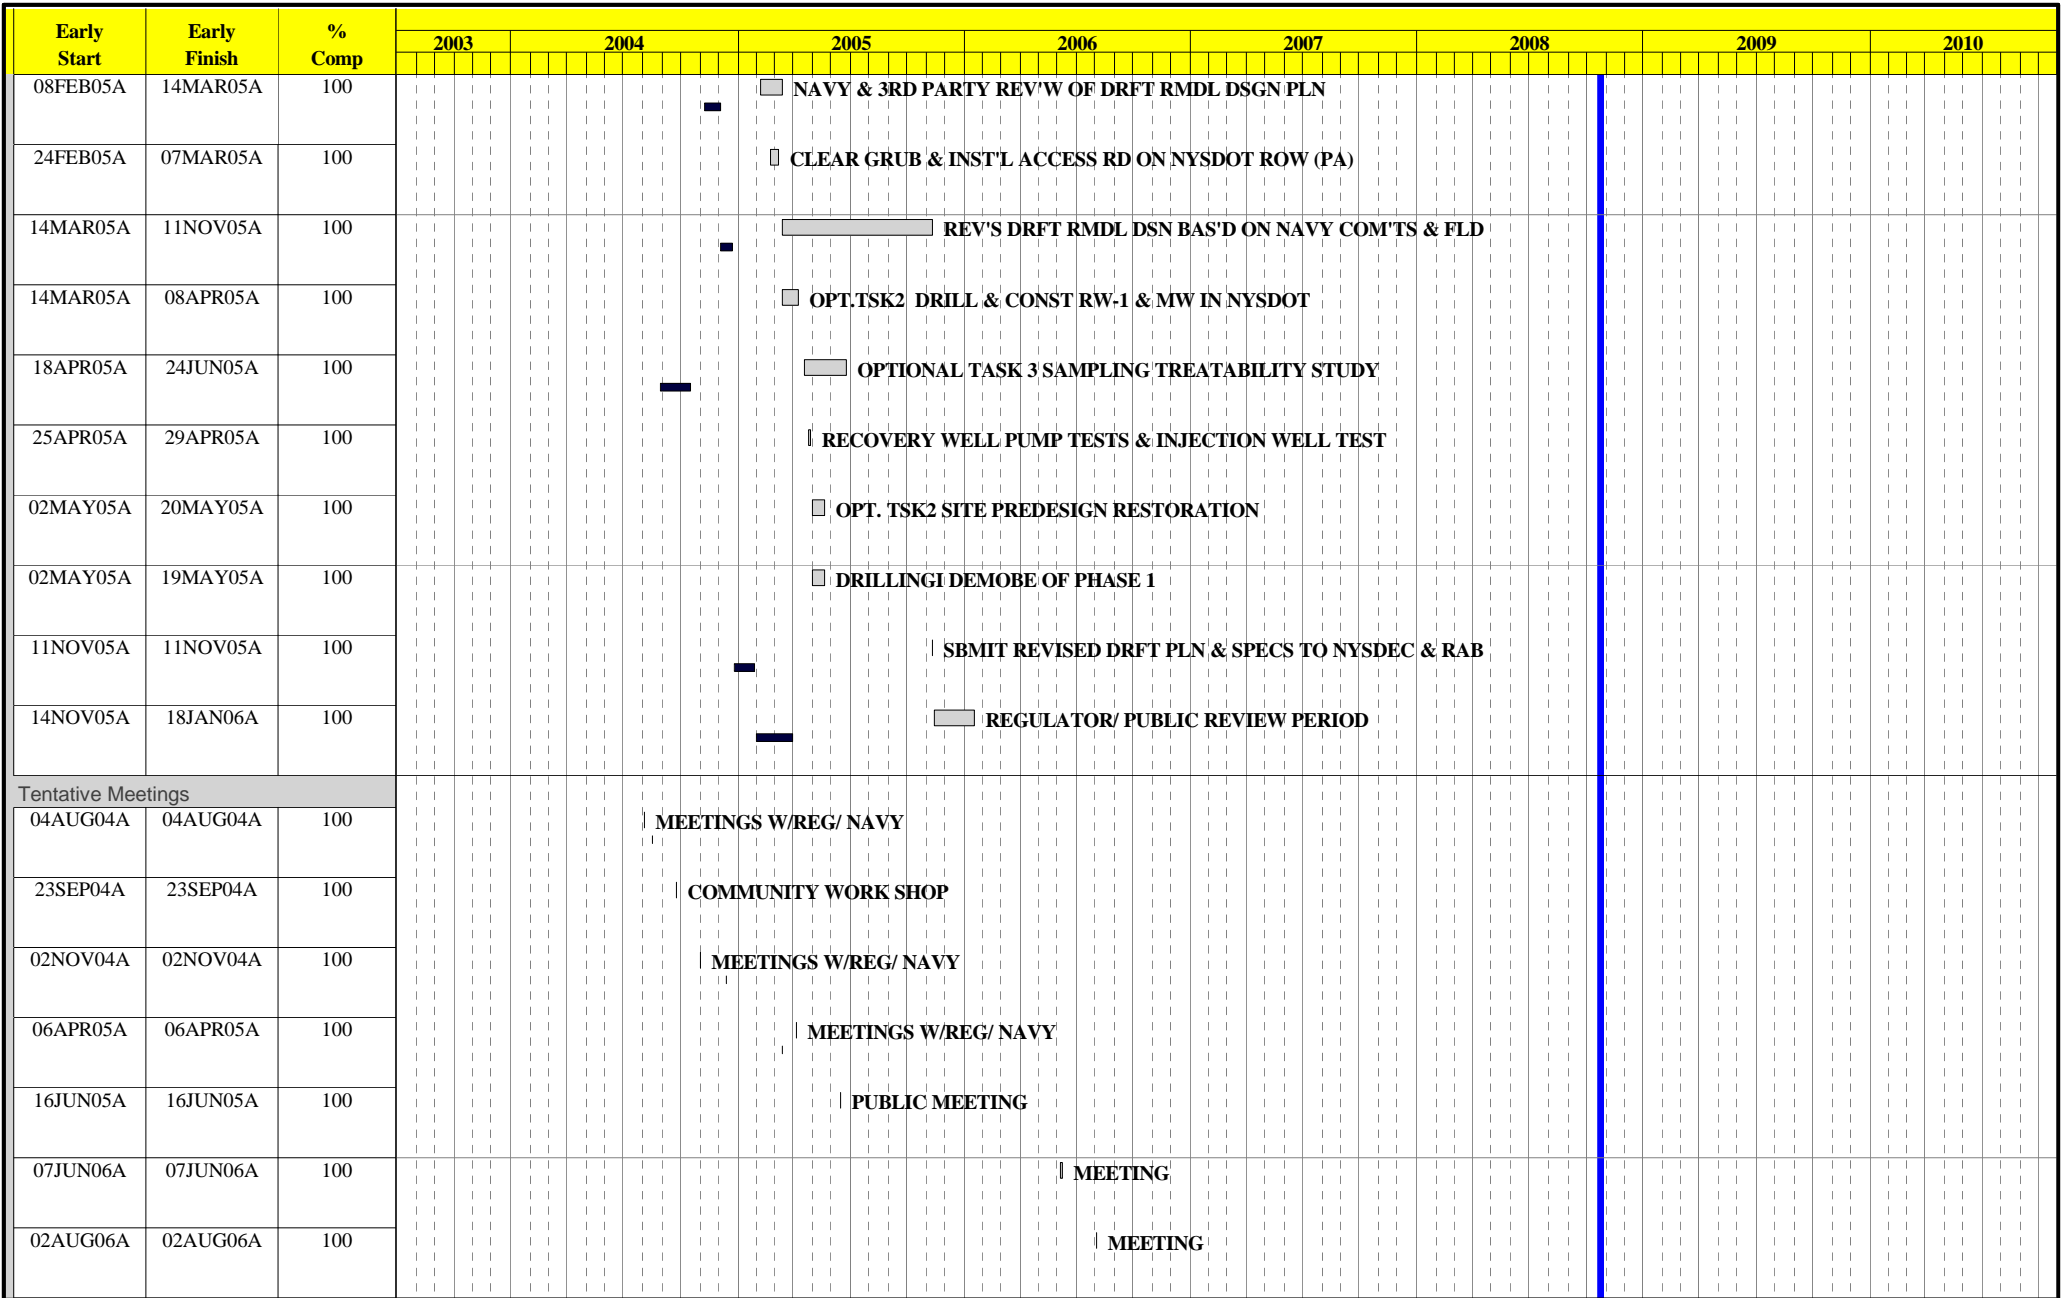 Early Start Early Finish % Comp
2003 2004 2005 2006 2007 2008 2009 2010
08FEB05A 14MAR05A 100 NAVY & 3RD PARTY REV'W OF DRFT RMDL DSGN PLN
24FEB05A 07MAR05A 100 CLEAR GRUB & INST'L ACCESS RD ON NYSDOT ROW (PA)
14MAR05A 11NOV05A 100 REV'S DRFT RMDL DSN BAS'D ON NAVY COM'TS & FLD
14MAR05A 08APR05A 100 OPT.TSK2 DRILL & CONST RW-1 & MW IN NYSDOT
18APR05A 24JUN05A 100 OPTIONAL TASK 3 SAMPLING TREATABILITY STUDY
25APR05A 29APR05A 100 RECOVERY WELL PUMP TESTS & INJECTION WELL TEST
02MAY05A 20MAY05A 100 OPT. TSK2 SITE PREDESIGN RESTORATION
02MAY05A 19MAY05A 100 DRILLINGI DEMOBE OF PHASE 1
11NOV05A 11NOV05A 100 SBMIT REVISED DRFT PLN & SPECS TO NYSDEC & RAB
14NOV05A 18JAN06A 100 REGULATOR/ PUBLIC REVIEW PERIOD
Tentative Meetings
04AUG04A 04AUG04A 100 MEETINGS W/REG/ NAVY
23SEP04A 23SEP04A 100 COMMUNITY WORK SHOP
02NOV04A 02NOV04A 100 MEETINGS W/REG/ NAVY
06APR05A 06APR05A 100 MEETINGS W/REG/ NAVY
16JUN05A 16JUN05A 100 PUBLIC MEETING
07JUN06A 07JUN06A 100 MEETING
02AUG06A 02AUG06A 100 MEETING